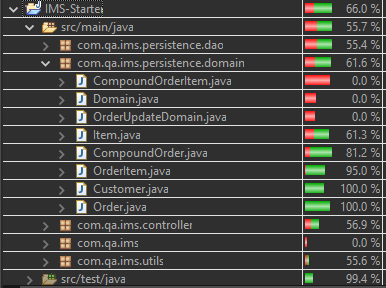 IMS-Starter 66.0 %
src/main/java 55.7 %
com.qa.ims.persistence.dao 55.4 %
com.qa.ims.persistence.domain 61.6 %
CompoundOrderItem.java 0.0 %
Domain.java 0.0 %
OrderUpdateDomain.java 0.0 %
Item.java 61.3 %
CompoundOrder.java 81.2 %
OrderItem.java 95.0 %
Customer.java 100.0 %
Order.java 100.0 %
com.qa.ims.controller 56.9 %
com.qa.ims 0.0 %
com.qa.ims.utils 55.6 %
src/test/java 99.4 %